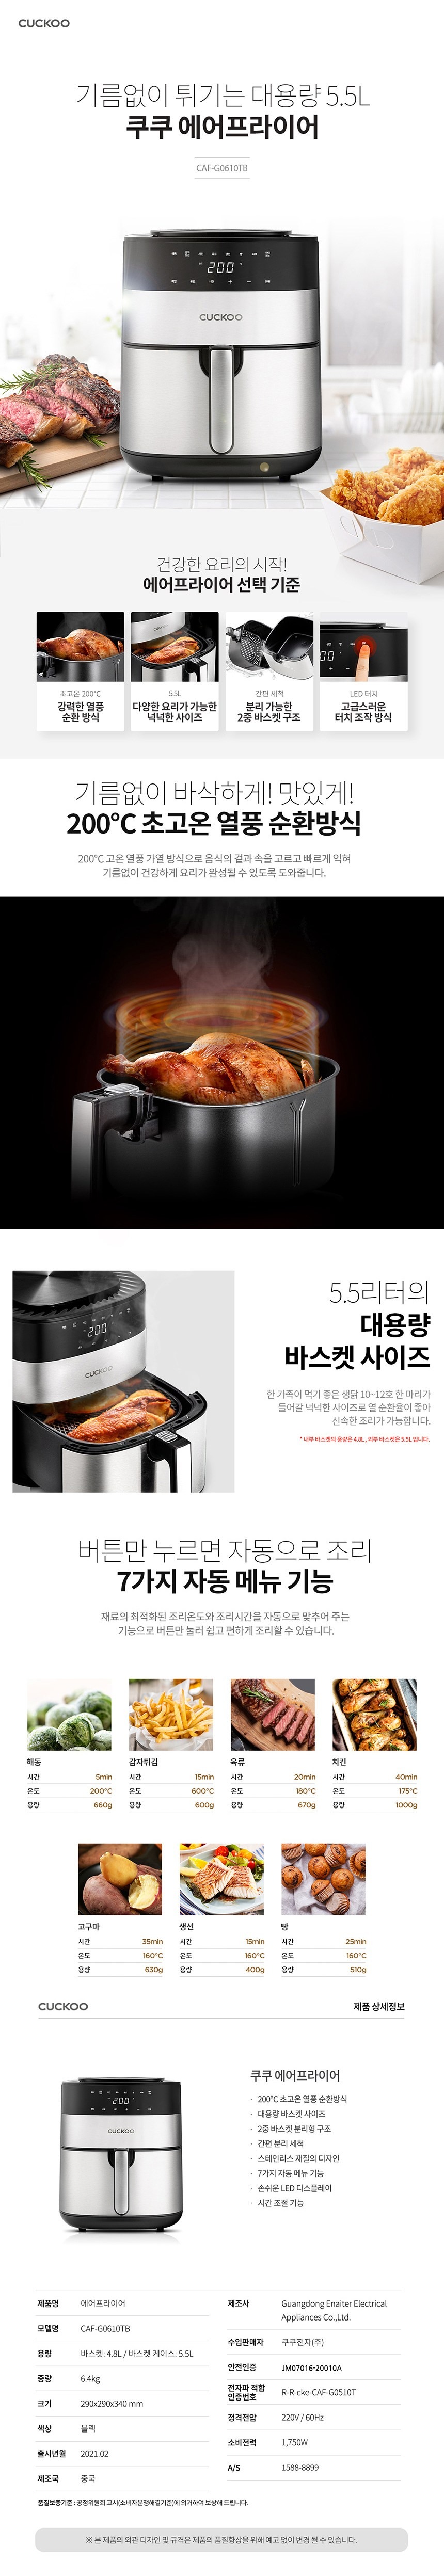 CUCKOO
기름없이 튀기는 대용량 5.5L
쿠쿠 에어프라이어
CAF-G0610TB
200
CUCKOO
건강한 요리의 시작!
에어프라이어 선택 기준
초고온 200℃
강력한 열풍
순환 방식
5.5L
다양한 요리가 가능한
넉넉한 사이즈
간편 세척
분리 가능한
2중 바스켓 구조
LED 터치
고급스러운
터치 조작 방식
기름없이 바삭하게! 맛있게!
200℃ 초고온 열풍 순환방식
200℃ 고온 열풍 가열 방식으로 음식의 겉과 속을 고르고 빠르게 익혀
기름없이 건강하게 요리가 완성될 수 있도록 도와줍니다.
200
CUCKOO
5.5리터의
대용량
바스켓 사이즈
한 가족이 먹기 좋은 생닭 10~12호 한 마리가
들어갈 넉넉한 사이즈로 열 순환율이 좋아
신속한 조리가 가능합니다.
* 내부 바스켓의 용량은 4.8L , 외부 바스켓은 5.5L 입니다.
버튼만 누르면 자동으로 조리
7가지 자동 메뉴 기능
재료의 최적화된 조리온도와 조리시간을 자동으로 맞추어 주는
기능으로 버튼만 눌러 쉽고 편하게 조리할 수 있습니다.
해동
시간 5min
온도 200°C
용량 660g
감자튀김
시간 15min
온도 600°C
용량 600g
육류
시간 20min
온도 180°C
용량 670g
치킨
시간 40min
온도 175°C
용량 1000g
고구마
시간 35min
온도 160°C
용량 630g
생선
시간 15min
온도 160°C
용량 400g
빵
시간 25min
온도 160°C
용량 510g
CUCKOO 제품 상세정보
200
CUCKOO
쿠쿠 에어프라이어
· 200℃ 초고온 열풍 순환방식
· 대용량 바스켓 사이즈
· 2중 바스켓 분리형 구조
· 간편 분리 세척
· 스테인리스 재질의 디자인
· 7가지 자동 메뉴 기능
· 손쉬운 LED 디스플레이
· 시간 조절 기능
제품명 에어프라이어
모델명 CAF-G0610TB
용량 바스켓: 4.8L / 바스켓 케이스: 5.5L
중량 6.4kg
크기 290x290x340 mm
색상 블랙
출시년월 2021.02
제조국 중국
제조사 Guangdong Enaiter Electrical
Appliances Co.,Ltd.
수입판매자 쿠쿠전자(주)
안전인증 JM07016-20010A
전자파 적합
인증번호 R-R-cke-CAF-G0510T
정격전압 220V / 60Hz
소비전력 1,750W
A/S 1588-8899
품질보증기준 : 공정위원회 고시(소비자분쟁해결기준)에 의거하여 보상해 드립니다.
※ 본 제품의 외관 디자인 및 규격은 제품의 품질향상을 위해 예고 없이 변경 될 수 있습니다.